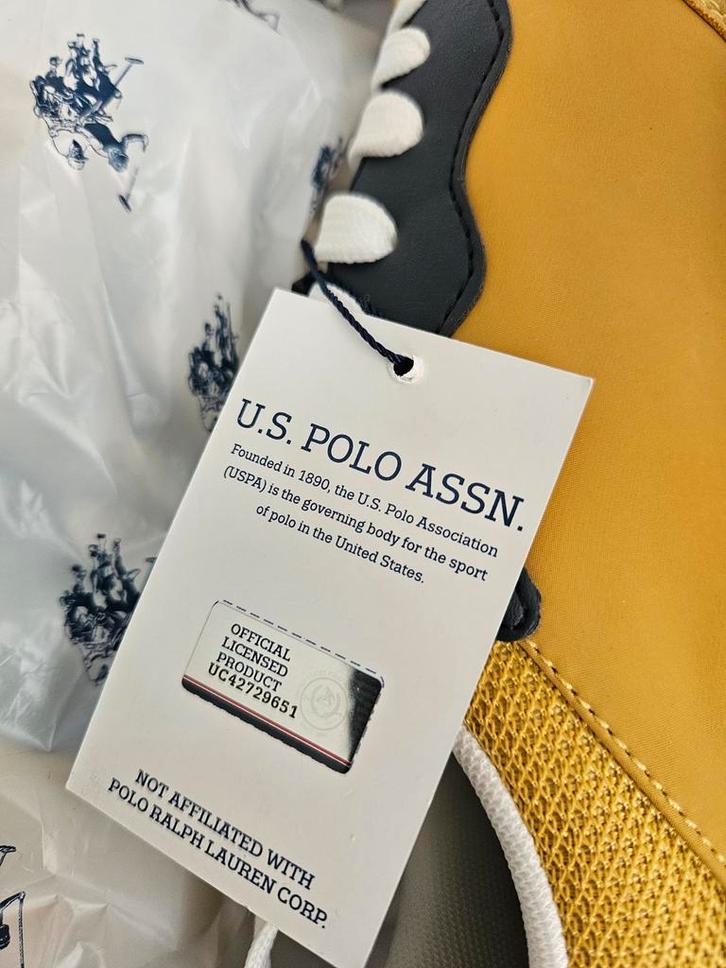 U.S. POLO ASSN.
Founded in 1890, the U.S. Polo Association
(USPA) is the governing body for the sport
of polo in the United States.
OFFICIAL
LICENSED
PRODUCT
UC42729651
NOT AFFILIATED WITH
POLO RALPH LAUREN CORP.